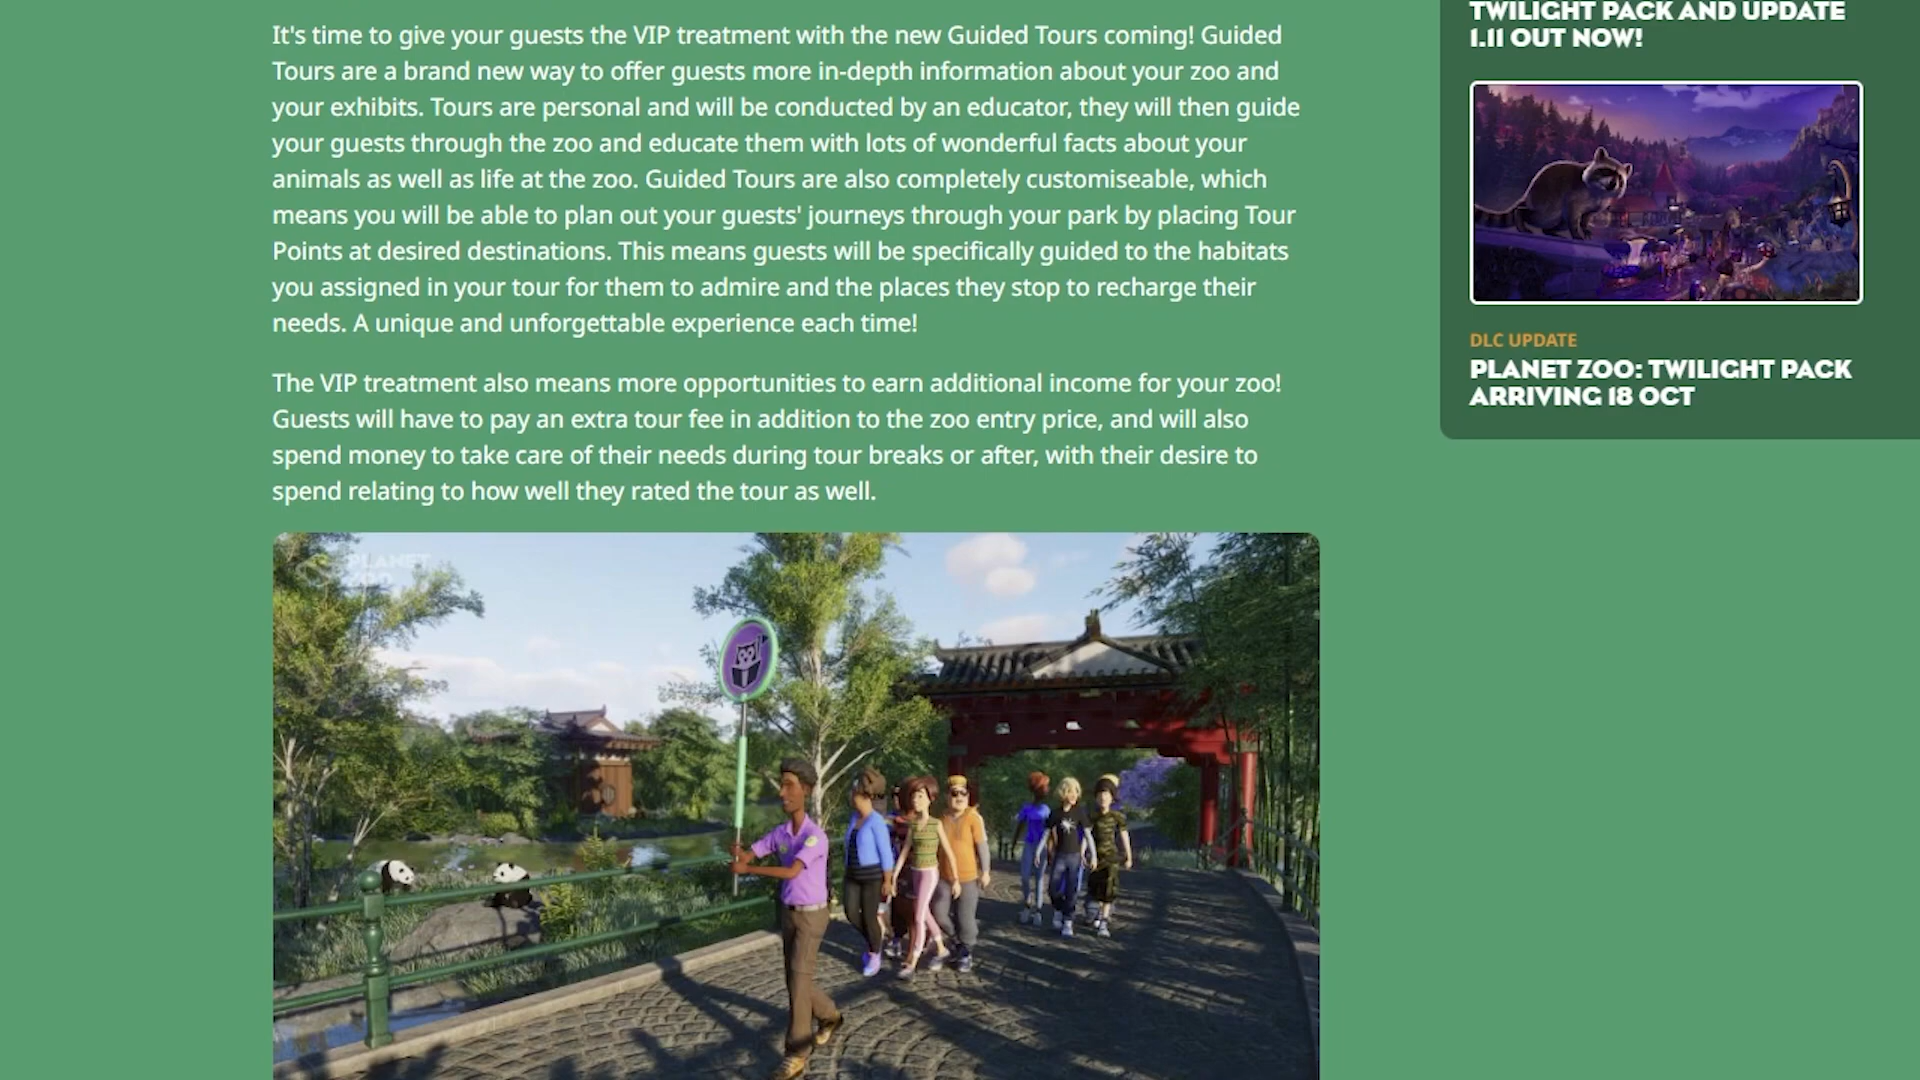 It's time to give your guests the VIP treatment with the new Guided Tours coming! Guided
Tours are a brand new way to offer guests more in-depth information about your zoo and
your exhibits. Tours are personal and will be conducted by an educator, they will then guide
your guests through the zoo and educate them with lots of wonderful facts about your
animals as well as life at the zoo. Guided Tours are also completely customiseable, which
means you will be able to plan out your guests' journeys through your park by placing Tour
Points at desired destinations. This means guests will be specifically guided to the habitats
you assigned in your tour for them to admire and the places they stop to recharge their
needs. A unique and unforgettable experience each time!
The VIP treatment also means more opportunities to earn additional income for your zoo!
Guests will have to pay an extra tour fee in addition to the zoo entry price, and will also
spend money to take care of their needs during tour breaks or after, with their desire to
spend relating to how well they rated the tour as well.
PLANET
ZOO
TWILIGHT PACK AND UPDATE
1.11 OUT NOW!
DLC UPDATE
PLANET ZOO: TWILIGHT PACK
ARRIVING 18 OCT